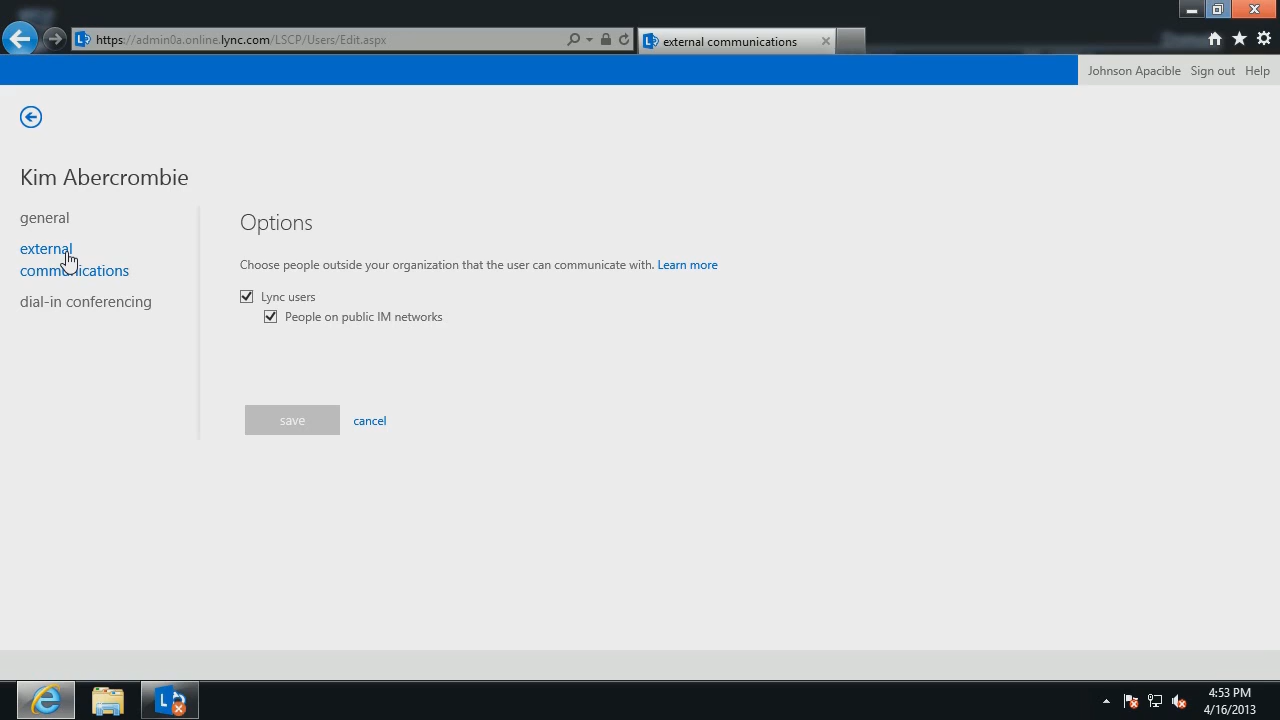 https://admin0a.online.lync.com/LSCP/Users/Edit.aspx
external communications
Johnson Apacible Sign out Help
Kim Abercrombie
general
external
communications
dial-in conferencing
Options
Choose people outside your organization that the user can communicate with. Learn more
Lync users
People on public IM networks
save cancel
4:53 PM
4/16/2013